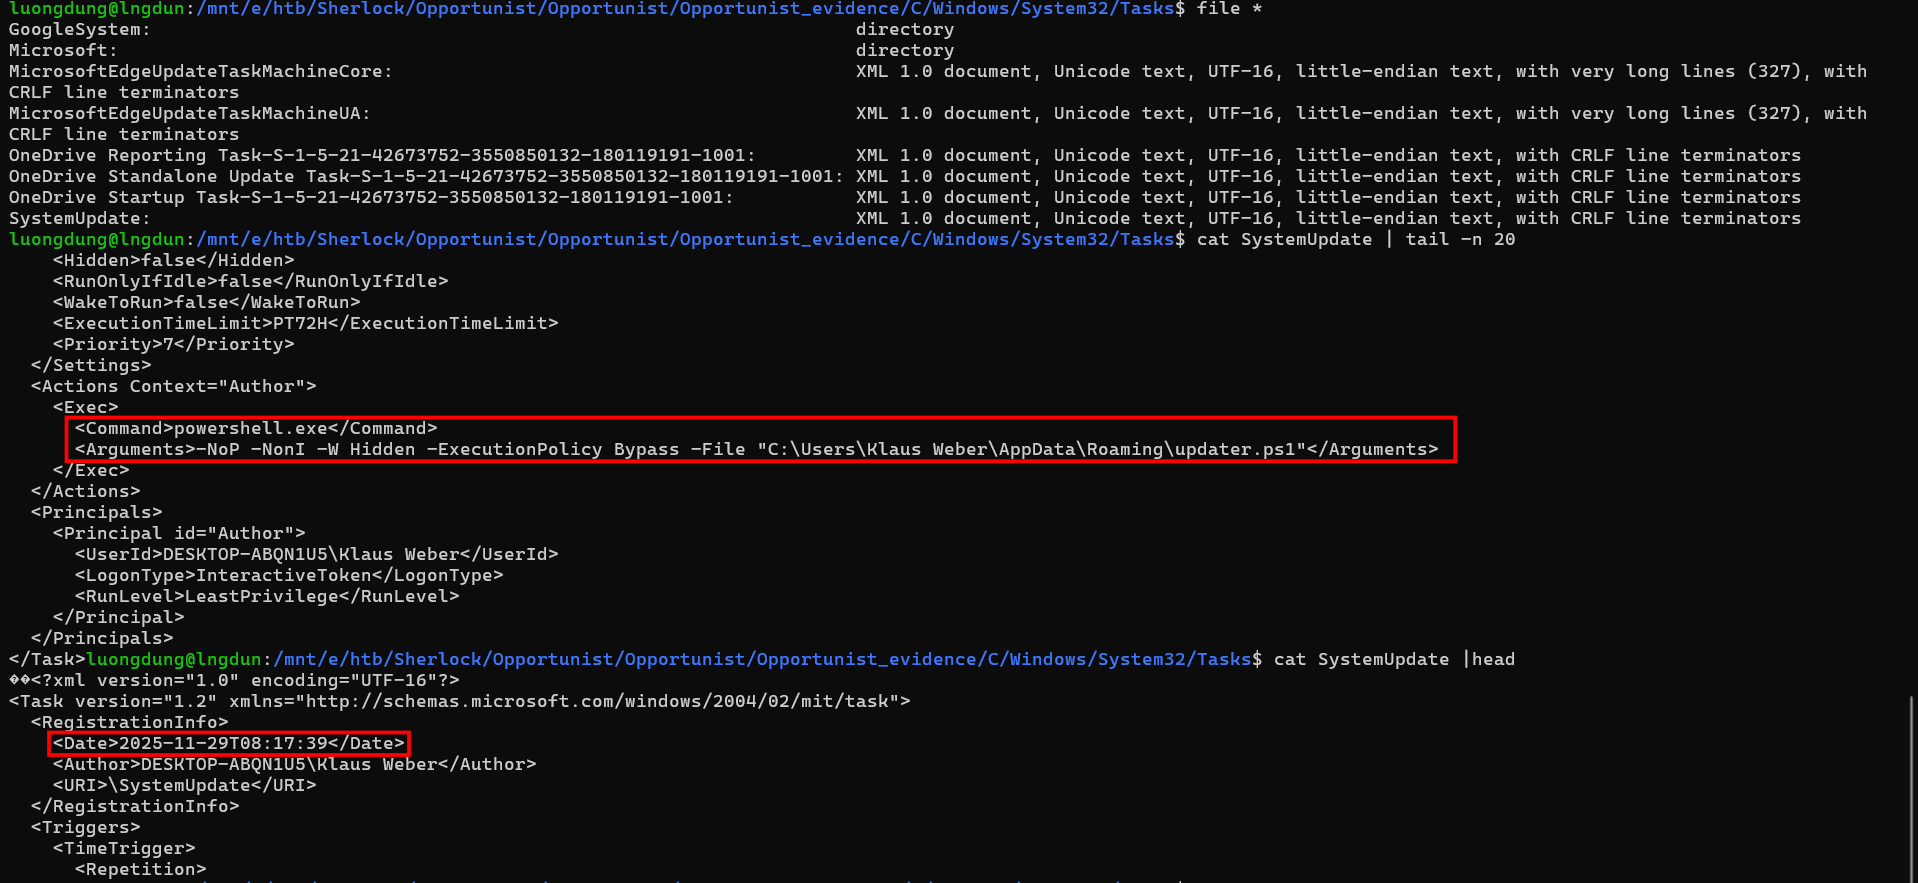 luongdung@lngdun:/mnt/e/htb/Sherlock/Opportunist/Opportunist/Opportunist_evidence/C/Windows/System32/Tasks$ file *
GoogleSystem:                                                                directory
Microsoft:                                                                   directory
MicrosoftEdgeUpdateTaskMachineCore:                                          XML 1.0 document, Unicode text, UTF-16, little-endian text, with very long lines (327), with
CRLF line terminators
MicrosoftEdgeUpdateTaskMachineUA:                                            XML 1.0 document, Unicode text, UTF-16, little-endian text, with very long lines (327), with
CRLF line terminators
OneDrive Reporting Task-S-1-5-21-42673752-3550850132-180119191-1001:         XML 1.0 document, Unicode text, UTF-16, little-endian text, with CRLF line terminators
OneDrive Standalone Update Task-S-1-5-21-42673752-3550850132-180119191-1001: XML 1.0 document, Unicode text, UTF-16, little-endian text, with CRLF line terminators
OneDrive Startup Task-S-1-5-21-42673752-3550850132-180119191-1001:           XML 1.0 document, Unicode text, UTF-16, little-endian text, with CRLF line terminators
SystemUpdate:                                                                XML 1.0 document, Unicode text, UTF-16, little-endian text, with CRLF line terminators
luongdung@lngdun:/mnt/e/htb/Sherlock/Opportunist/Opportunist/Opportunist_evidence/C/Windows/System32/Tasks$ cat SystemUpdate | tail -n 20
    <Hidden>false</Hidden>
    <RunOnlyIfIdle>false</RunOnlyIfIdle>
    <WakeToRun>false</WakeToRun>
    <ExecutionTimeLimit>PT72H</ExecutionTimeLimit>
    <Priority>7</Priority>
  </Settings>
  <Actions Context="Author">
    <Exec>
      <Command>powershell.exe</Command>
      <Arguments>-NoP -NonI -W Hidden -ExecutionPolicy Bypass -File "C:\Users\Klaus Weber\AppData\Roaming\updater.ps1"</Arguments>
    </Exec>
  </Actions>
  <Principals>
    <Principal id="Author">
      <UserId>DESKTOP-ABQN1U5\Klaus Weber</UserId>
      <LogonType>InteractiveToken</LogonType>
      <RunLevel>LeastPrivilege</RunLevel>
    </Principal>
  </Principals>
</Task>luongdung@lngdun:/mnt/e/htb/Sherlock/Opportunist/Opportunist/Opportunist_evidence/C/Windows/System32/Tasks$ cat SystemUpdate |head
��<?xml version="1.0" encoding="UTF-16"?>
<Task version="1.2" xmlns="http://schemas.microsoft.com/windows/2004/02/mit/task">
  <RegistrationInfo>
    <Date>2025-11-29T08:17:39</Date>
    <Author>DESKTOP-ABQN1U5\Klaus Weber</Author>
    <URI>\SystemUpdate</URI>
  </RegistrationInfo>
  <Triggers>
    <TimeTrigger>
      <Repetition>